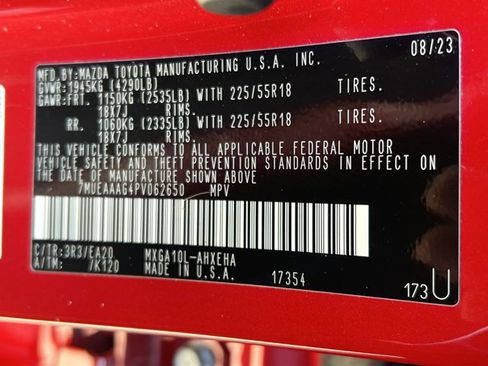 MFD.BY:MAZDA TOYOTA MANUFACTURING U.S.A. INC. 08/23
GVWR:1945KG (4290LB)
GAWR:FRT. 1150KG (2535LB) WITH 225/55R18 TIRES.
18X7J RIMS.
RR. 1060KG (2335LB) WITH 225/55R18 TIRES.
18X7J RIMS.
THIS VEHICLE CONFORMS TO ALL APPLICABLE FEDERAL MOTOR
VEHICLE SAFETY AND THEFT PREVENTION STANDARDS IN EFFECT ON
THE DATE OF MANUFACTURE SHOWN ABOVE.
7MUEAAAG4PV062650 MPV
C/TR:3R3/EA20 MXGA10L-AHXEHA
A/TM: 7/K120 MADE IN U.S.A. 17354 173U